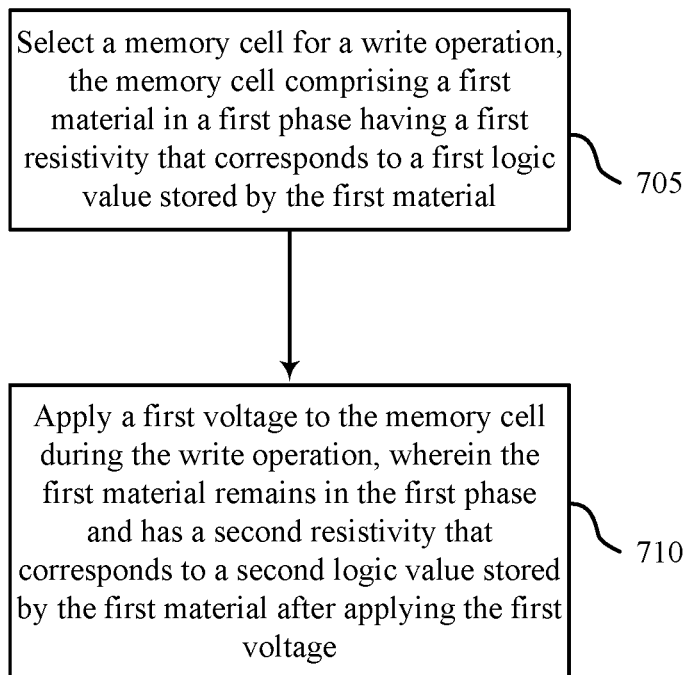 Select a memory cell for a write operation,
the memory cell comprising a first
material in a first phase having a first
resistivity that corresponds to a first logic
value stored by the first material
705
Apply a first voltage to the memory cell
during the write operation, wherein the
first material remains in the first phase
and has a second resistivity that
corresponds to a second logic value stored
by the first material after applying the first
voltage
710